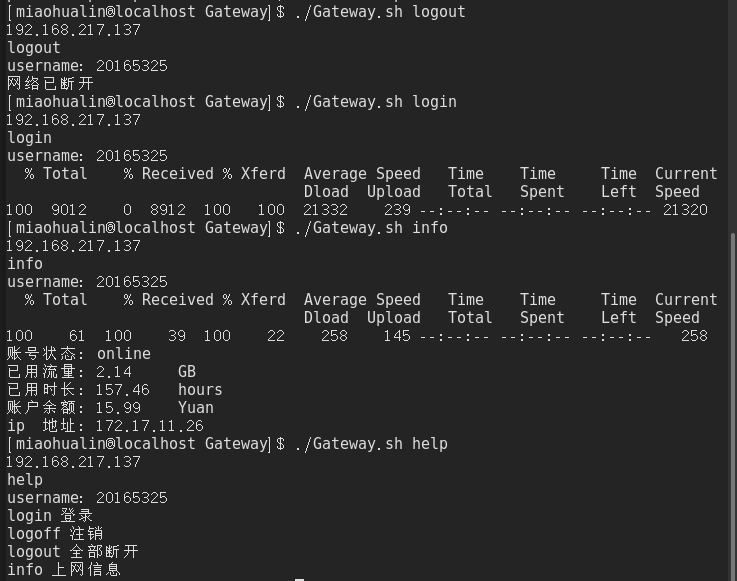 [miaohualin@localhost Gateway]$ ./Gateway.sh logout
192.168.217.137
logout
username: 20165325
网络已断开
[miaohualin@localhost Gateway]$ ./Gateway.sh login
192.168.217.137
login
username: 20165325
% Total % Received % Xferd Average Speed Time Time Time Current
Dload Upload Total Spent Left Speed
100 9012 0 8912 100 100 21332 239 --:--:-- --:--:-- --:--:-- 21320
[miaohualin@localhost Gateway]$ ./Gateway.sh info
192.168.217.137
info
username: 20165325
% Total % Received % Xferd Average Speed Time Time Time Current
Dload Upload Total Spent Left Speed
100 61 100 39 100 22 258 145 --:--:-- --:--:-- --:--:-- 258
账号状态: online
已用流量: 2.14 GB
已用时长: 157.46 hours
账户余额: 15.99 Yuan
ip 地址: 172.17.11.26
[miaohualin@localhost Gateway]$ ./Gateway.sh help
192.168.217.137
help
username: 20165325
login 登录
logoff 注销
logout 全部断开
info 上网信息